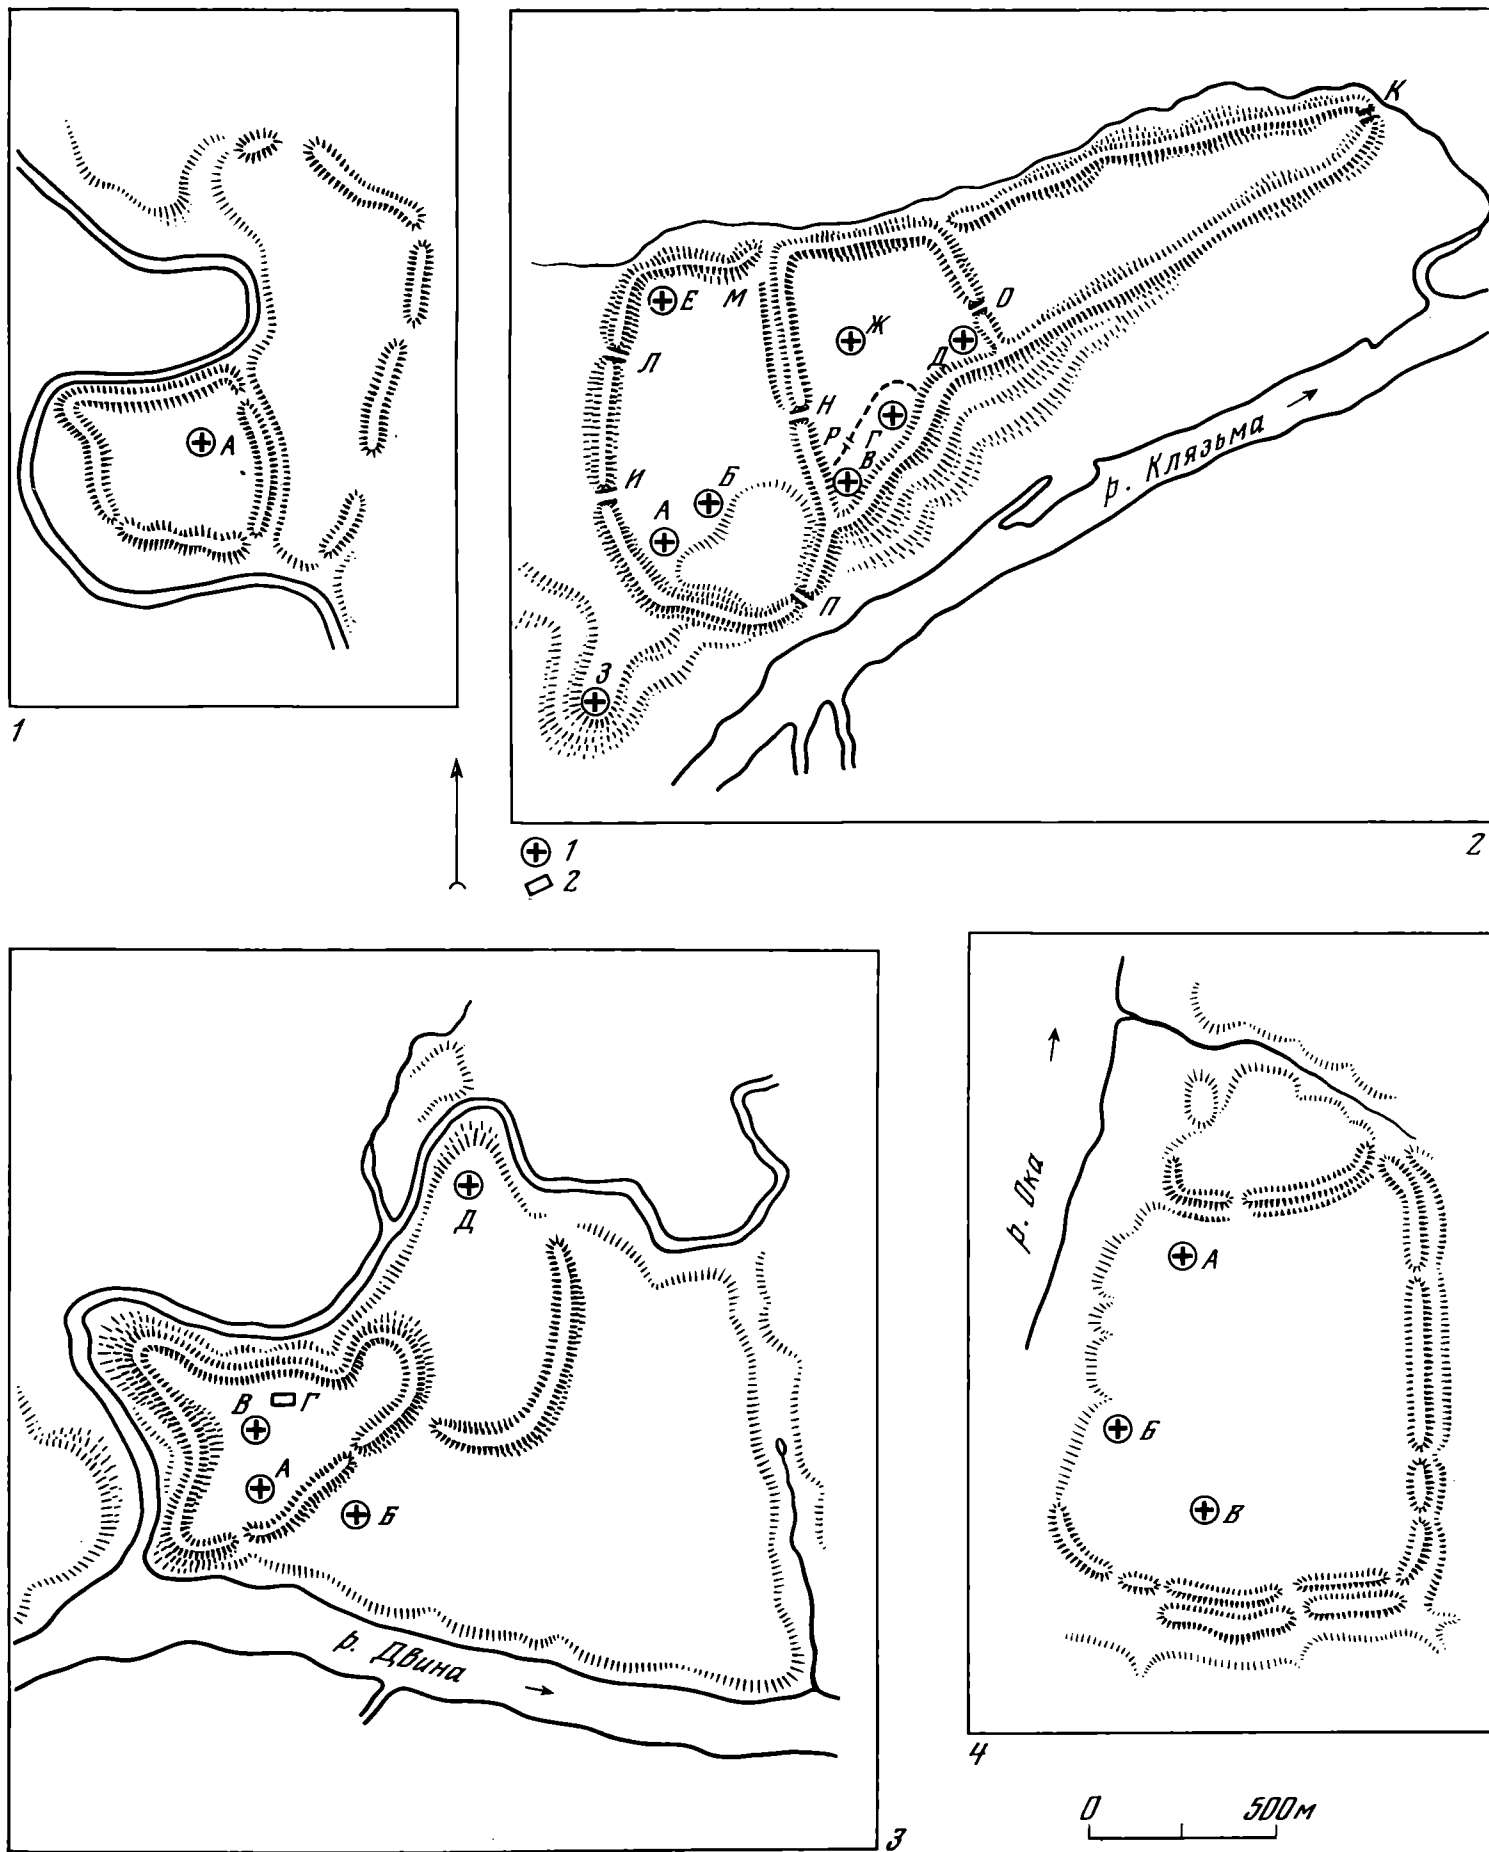 А
1
К
О
Е
М
Ж
Л
Д
Н
Р
Г
В
И
Б
А
П
З
р. Клязьма
2
1
2
Д
В
Г
А
Б
р. Двина
3
р. Ока
А
Б
В
4
0 500м